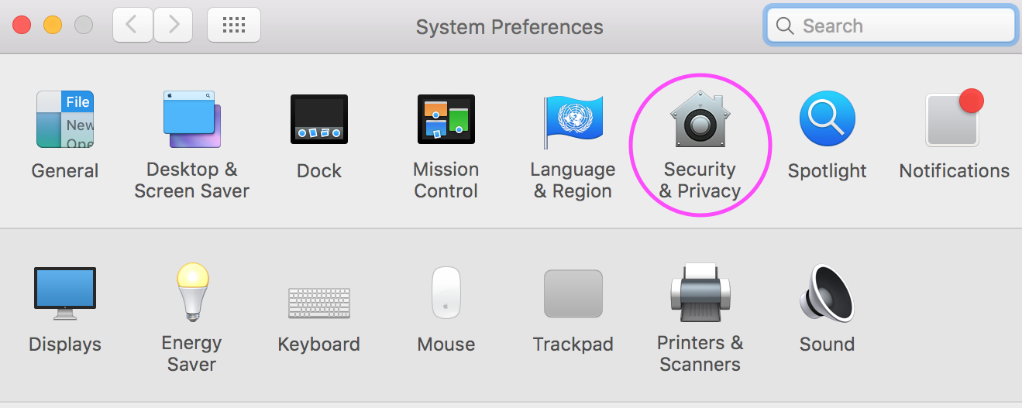 System Preferences
Search
File
New
Ope
General
Desktop &
Screen Saver
Dock
Mission
Control
Language
& Region
Security
& Privacy
Spotlight
Notifications
Displays
Energy
Saver
Keyboard
Mouse
Trackpad
Printers &
Scanners
Sound